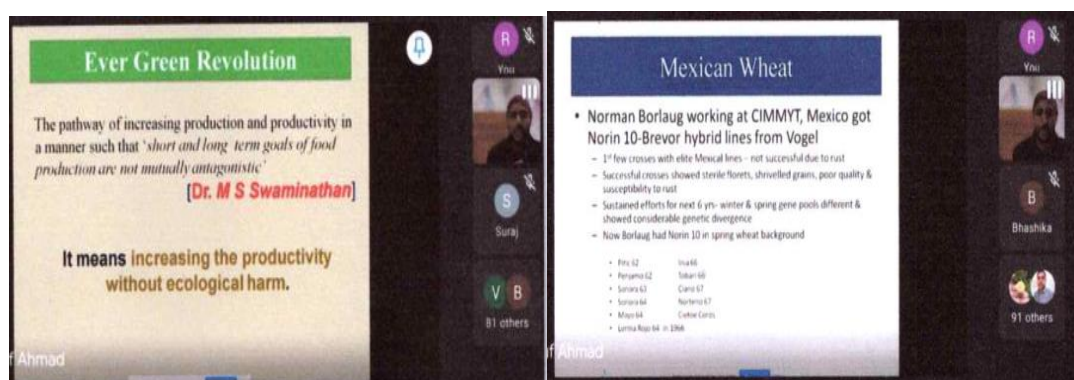 Ever Green Revolution
The pathway of increasing production and productivity in
a manner such that 'short and long term goals of food
production are not mutually antagonistic'
[Dr. M S Swaminathan]
It means increasing the productivity
without ecological harm.
f Ahmad
R
You
S
Suraj
V B
81 others
Mexican Wheat
• Norman Borlaug working at CIMMYT, Mexico got
Norin 10-Brevor hybrid lines from Vogel
– 1st few crosses with elite Mexical lines – not successful due to rust
– Successful crosses showed sterile florets, shrivelled grains, poor quality &
susceptibility to rust
– Sustained efforts for next 6 yrs- winter & spring gene pools different &
showed considerable genetic divergence
– Now Borlaug had Norin 10 in spring wheat background
• Pitic 62
• Penjamo 62
• Sonora 63
• Sonora 64
• Mayo 64
• Lerma Rojo 64 in 1966
Inia 66
Tobari 66
Ciano 67
Norteno 67
f Ahmad
R
You
B
Bhashika
91 others